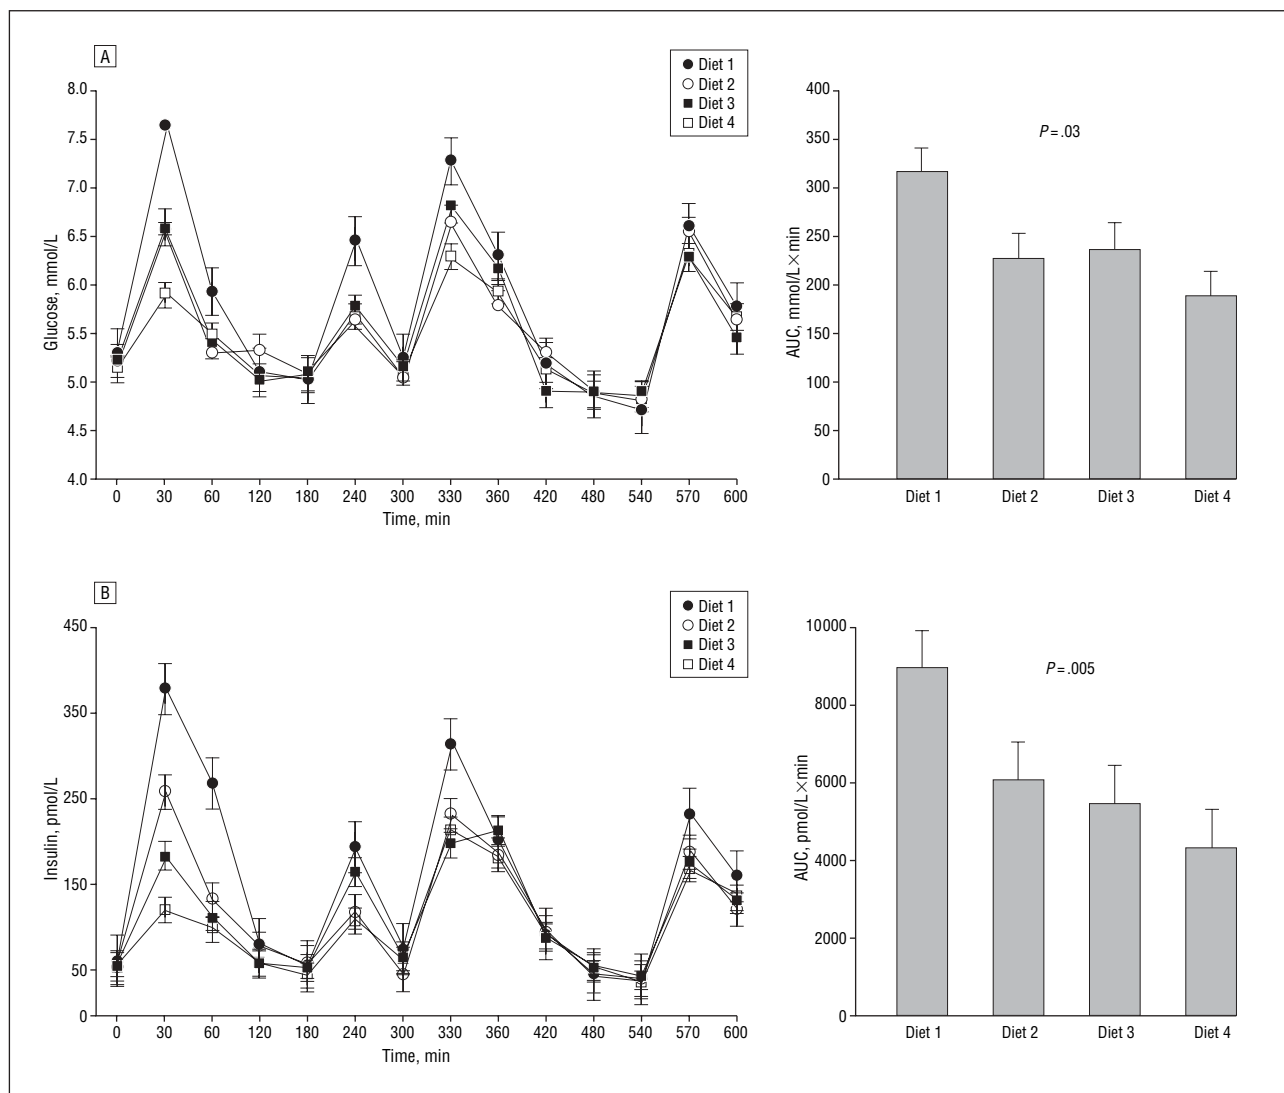 A
Diet 1
Diet 2
Diet 3
Diet 4
8.0
7.5
7.0
6.5
6.0
5.5
5.0
4.5
4.0
Glucose, mmol/L
0 30 60 120 180 240 300 330 360 420 480 540 570 600
Time, min
400
350
300
250
200
150
100
50
0
AUC, mmol/L×min
P=.03
Diet 1 Diet 2 Diet 3 Diet 4
B
Diet 1
Diet 2
Diet 3
Diet 4
450
350
250
150
50
0
Insulin, pmol/L
0 30 60 120 180 240 300 330 360 420 480 540 570 600
Time, min
10000
8000
6000
4000
2000
0
AUC, pmol/L×min
P=.005
Diet 1 Diet 2 Diet 3 Diet 4